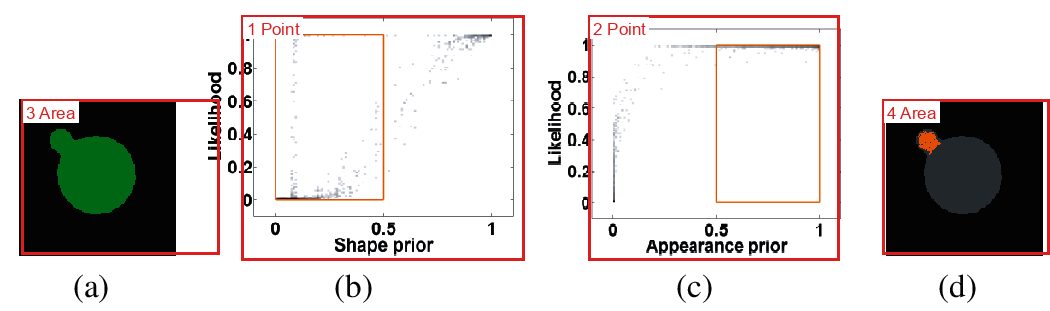 1 Point
2 Point
3 Area
4 Area
Likelihood
0.8
0.6
0.4
0.2
0
0 0.5 1
Shape prior
Likelihood
1
0.8
0.6
0.4
0.2
0
0 0.5 1
Appearance prior
(a) (b) (c) (d)